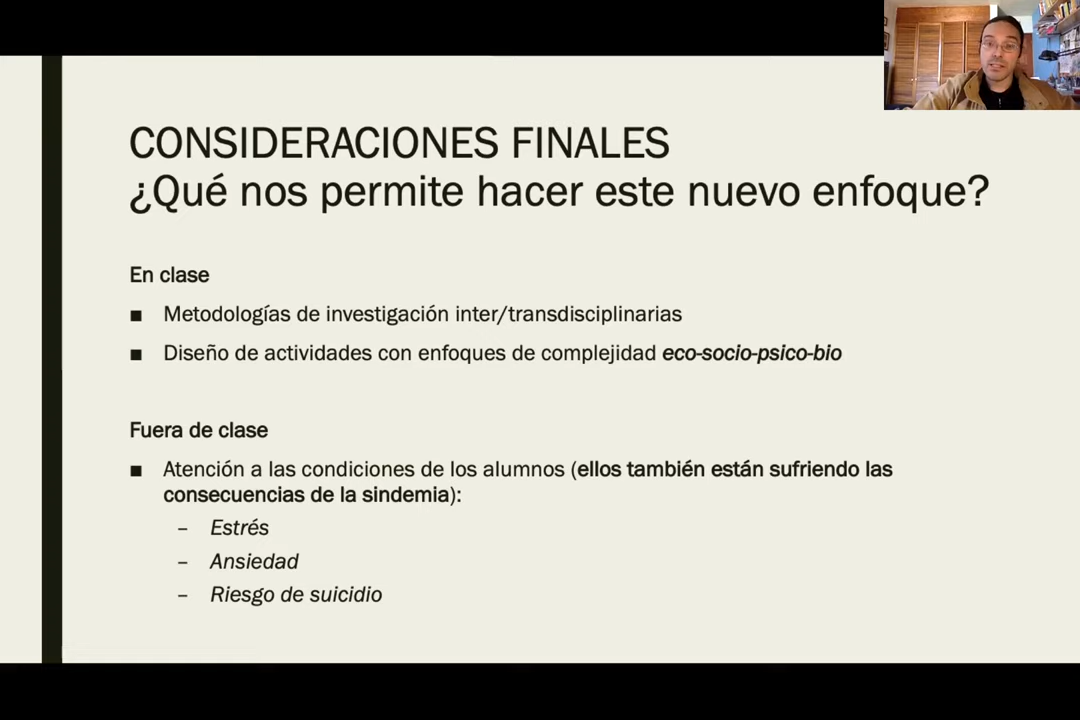 CONSIDERACIONES FINALES
¿Qué nos permite hacer este nuevo enfoque?
En clase
■ Metodologías de investigación inter/transdisciplinarias
■ Diseño de actividades con enfoques de complejidad eco-socio-psico-bio
Fuera de clase
■ Atención a las condiciones de los alumnos (ellos también están sufriendo las
consecuencias de la sindemia):
– Estrés
– Ansiedad
– Riesgo de suicidio